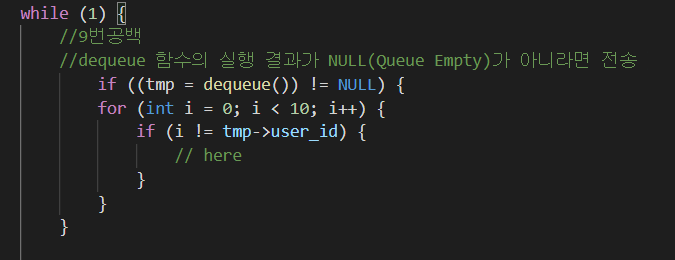 while (1) {
//9번공백
//dequeue 함수의 실행 결과가 NULL(Queue Empty)가 아니라면 전송
if ((tmp = dequeue()) != NULL) {
for (int i = 0; i < 10; i++) {
if (i != tmp->user_id) {
// here
}
}
}